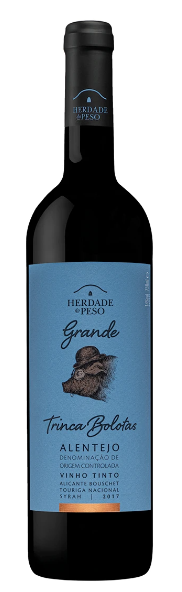 HERDADE
do PESO
HERDADE
do PESO
Grande
Trinca Bolotas
ALENTEJO
DENOMINAÇÃO DE
ORIGEM CONTROLADA
VINHO TINTO
ALICANTE BOUSCHET
TOURIGA NACIONAL
SYRAH | 2017